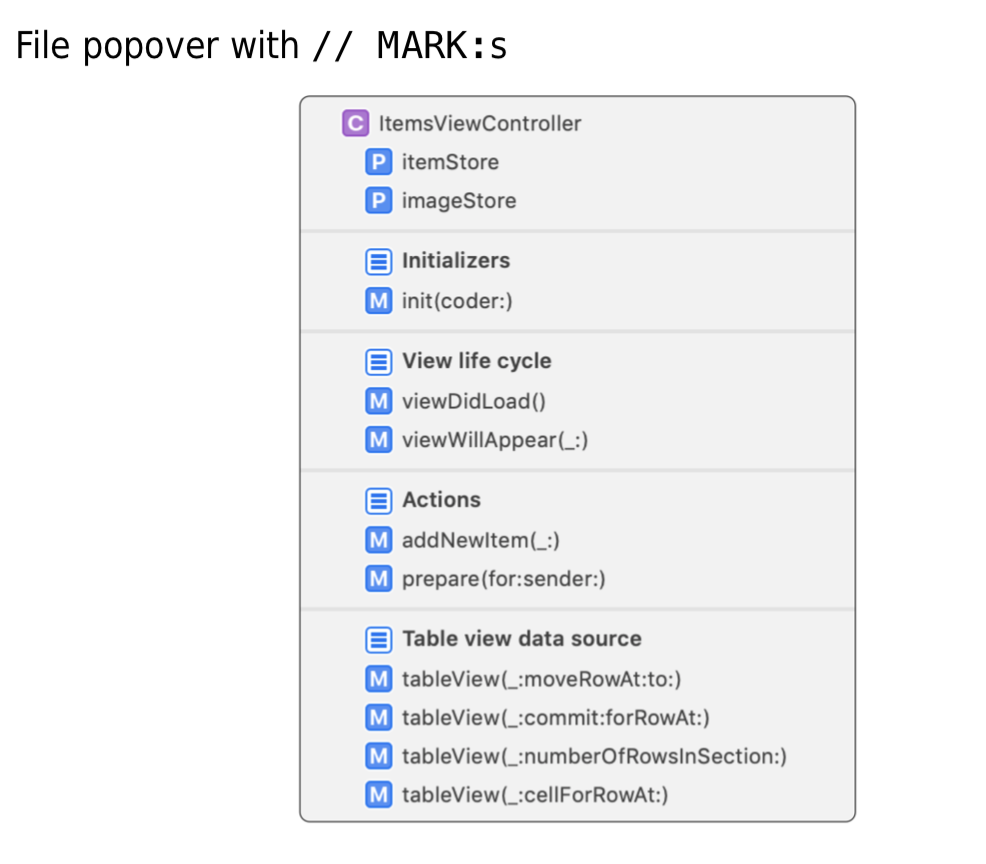 File popover with // MARK:s
C ItemsViewController
P itemStore
P imageStore
Initializers
M init(coder:)
View life cycle
M viewDidLoad()
M viewWillAppear(_:)
Actions
M addNewItem(_:)
M prepare(for:sender:)
Table view data source
M tableView(_:moveRowAt:to:)
M tableView(_:commit:forRowAt:)
M tableView(_:numberOfRowsInSection:)
M tableView(_:cellForRowAt:)